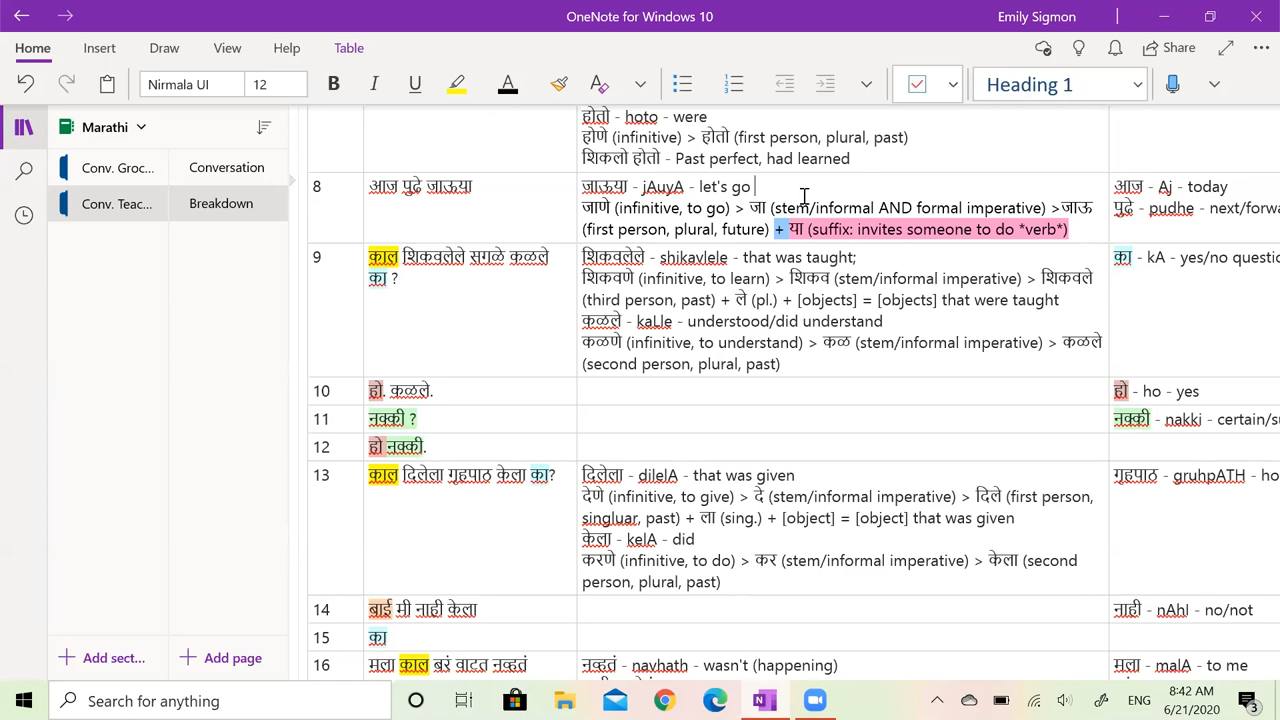 OneNote for Windows 10
Emily Sigmon
Home Insert Draw View Help Table
Share
Nirmala UI 12 B I U A Heading 1
Marathi
Conv. Groc...
Conv. Teac...
Conversation
Breakdown
होतो - hoto - were
होणे (infinitive) > होतो (first person, plural, past)
शिकलो होतो - Past perfect, had learned
8 आज पुढे जाऊया
जाऊया - jAuyA - let's go
जाणे (infinitive, to go) > जा (stem/informal AND formal imperative) >जाऊ
(first person, plural, future) + या (suffix: invites someone to do *verb*)
आज - Aj - today
पुढे - pudhe - next/forwa
9 काल शिकवलेले सगळे कळले
का ?
शिकवलेले - shikavlele - that was taught;
शिकवणे (infinitive, to learn) > शिकव (stem/informal imperative) > शिकवले
(third person, past) + ले (pl.) + [objects] = [objects] that were taught
कळले - kaLle - understood/did understand
कळणे (infinitive, to understand) > कळ (stem/informal imperative) > कळले
(second person, plural, past)
का - kA - yes/no questio
10 हो. कळले.
हो - ho - yes
11 नक्की ?
नक्की - nakki - certain/su
12 हो नक्की.
13 काल दिलेला गृहपाठ केला का?
दिलेला - dilelA - that was given
देणे (infinitive, to give) > दे (stem/informal imperative) > दिले (first person,
singluar, past) + ला (sing.) + [object] = [object] that was given
केला - kelA - did
करणे (infinitive, to do) > कर (stem/informal imperative) > केला (second
person, plural, past)
गृहपाठ - gruhpATH - ho
14 बाई मी नाही केला
नाही - nAhI - no/not
15 का
16 मला काल बरं वाटत नव्हतं
नव्हतं - navhath - wasn't (happening)
मला - malA - to me
Add sect...
Add page
Search for anything
ENG
8:42 AM
6/21/2020
3